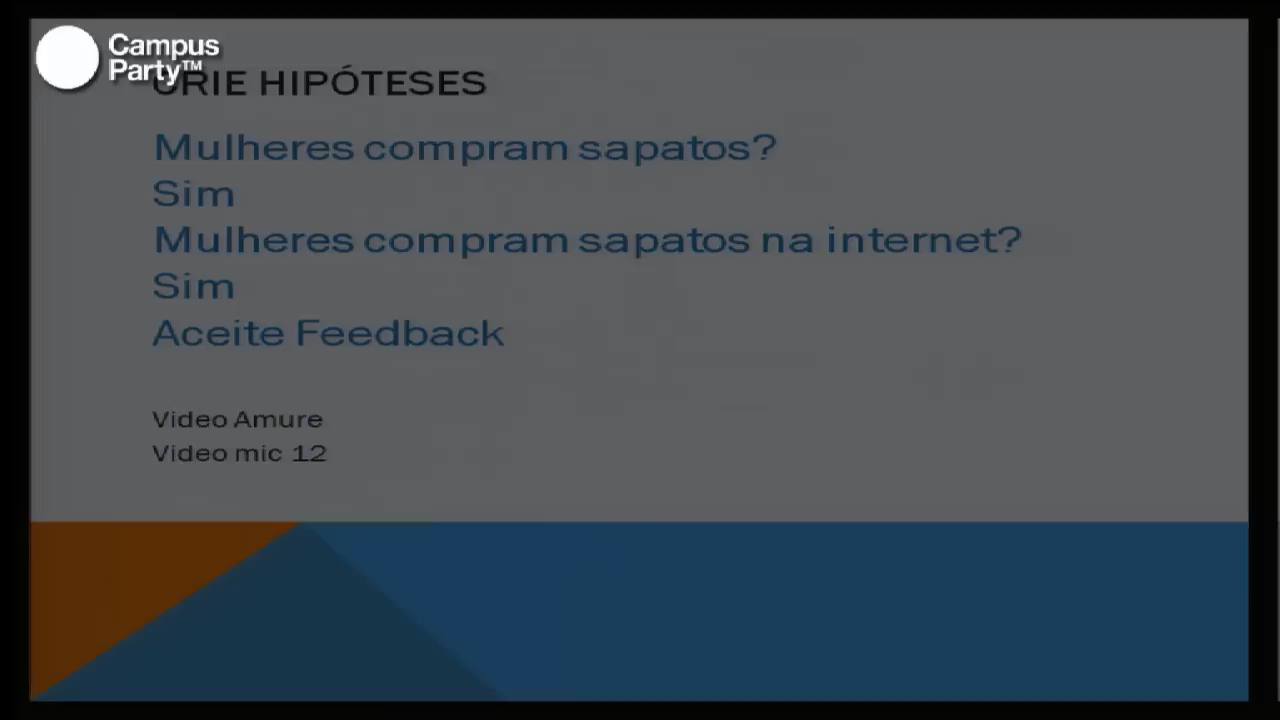 Campus
Party™
CRIE HIPÓTESES
Mulheres compram sapatos?
Sim
Mulheres compram sapatos na internet?
Sim
Aceite Feedback
Video Amure
Video mic 12